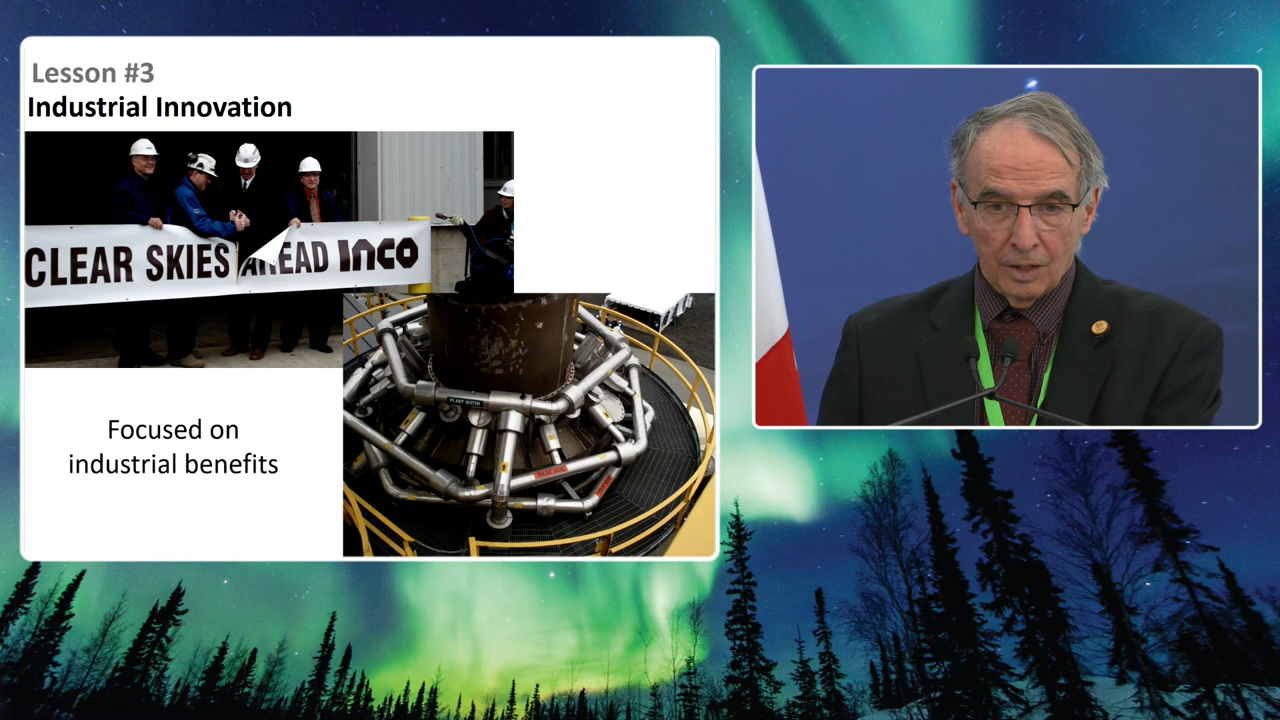 Lesson #3
Industrial Innovation
CLEAR SKIES AHEAD INCO
PLANT WATER
Focused on
industrial benefits